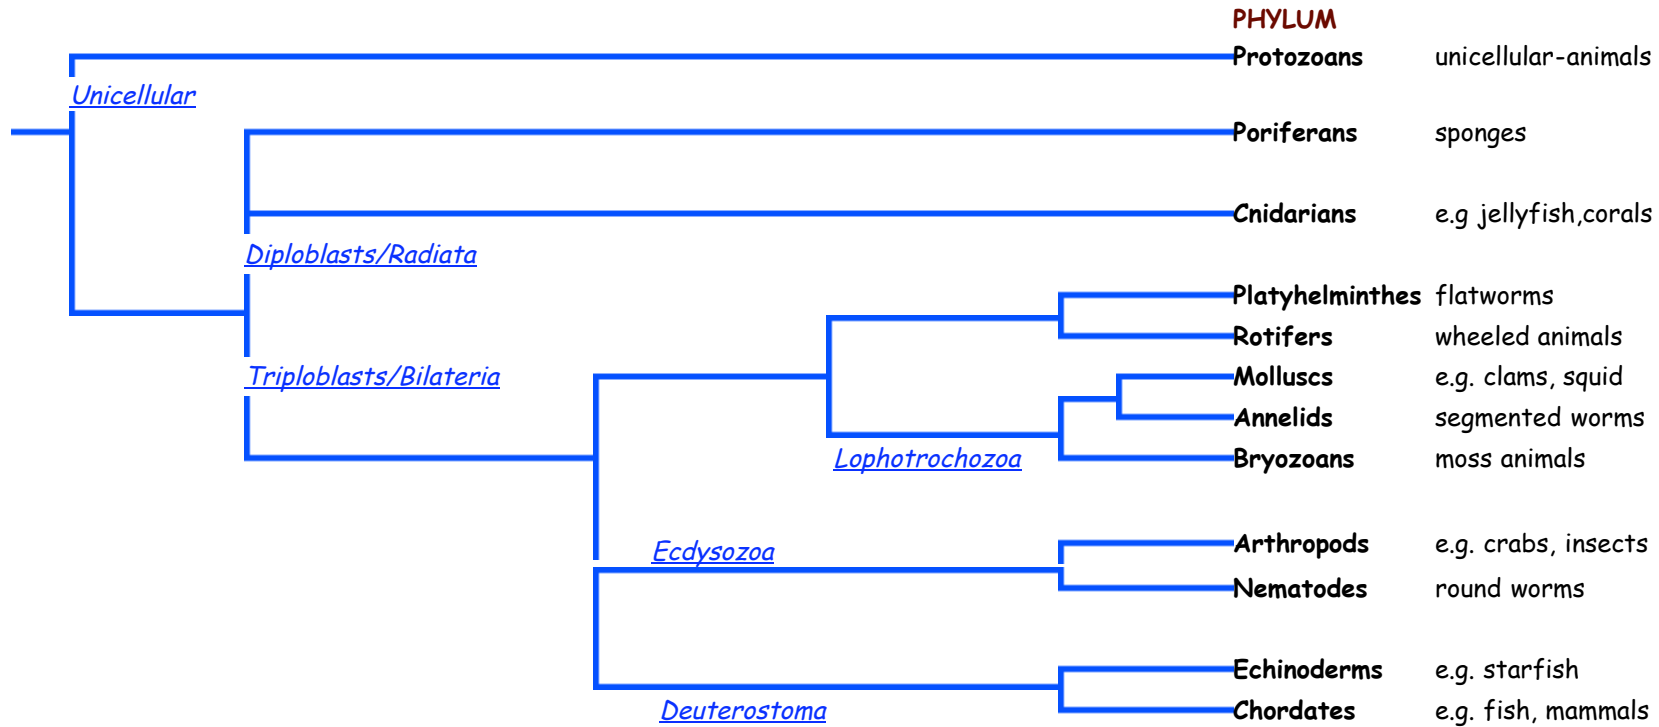 PHYLUM
Protozoans unicellular-animals
Unicellular
Poriferans sponges
Cnidarians e.g jellyfish,corals
Diploblasts/Radiata
Platyhelminthes flatworms
Rotifers wheeled animals
Triploblasts/Bilateria
Molluscs e.g. clams, squid
Annelids segmented worms
Lophotrochozoa
Bryozoans moss animals
Ecdysozoa
Arthropods e.g. crabs, insects
Nematodes round worms
Echinoderms e.g. starfish
Deuterostoma
Chordates e.g. fish, mammals